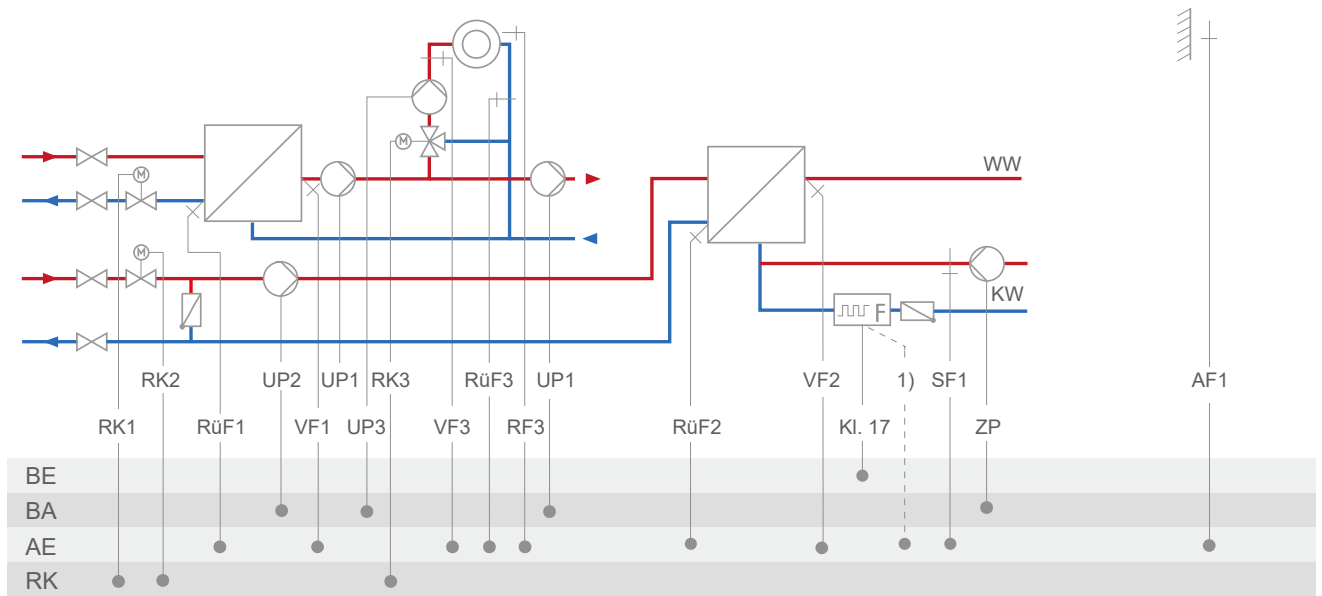 M
WW
M
M
F
KW
RK2
UP2
UP1
RK3
RüF3
UP1
VF2
1)
SF1
AF1
RK1
RüF1
VF1
UP3
VF3
RF3
RüF2
Kl. 17
ZP
BE
BA
AE
RK